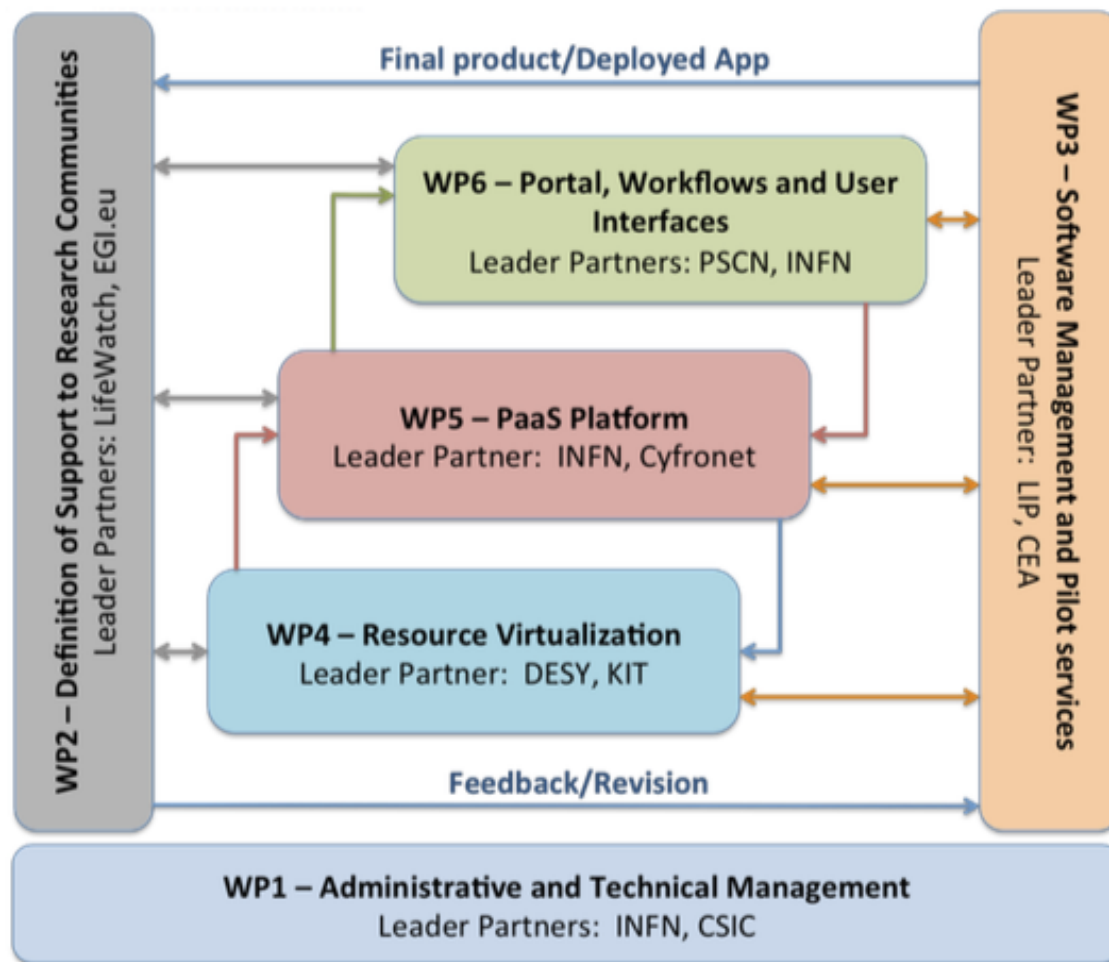 WP2 – Definition of Support to Research Communities
Leader Partners: LifeWatch, EGI.eu
Final product/Deployed App
WP6 – Portal, Workflows and User
Interfaces
Leader Partners: PSCN, INFN
WP5 – PaaS Platform
Leader Partner:  INFN, Cyfronet
WP4 – Resource Virtualization
Leader Partner:  DESY, KIT
Feedback/Revision
WP3 – Software Management and Pilot services
Leader Partner:  LIP, CEA
WP1 – Administrative and Technical Management
Leader Partners:  INFN, CSIC